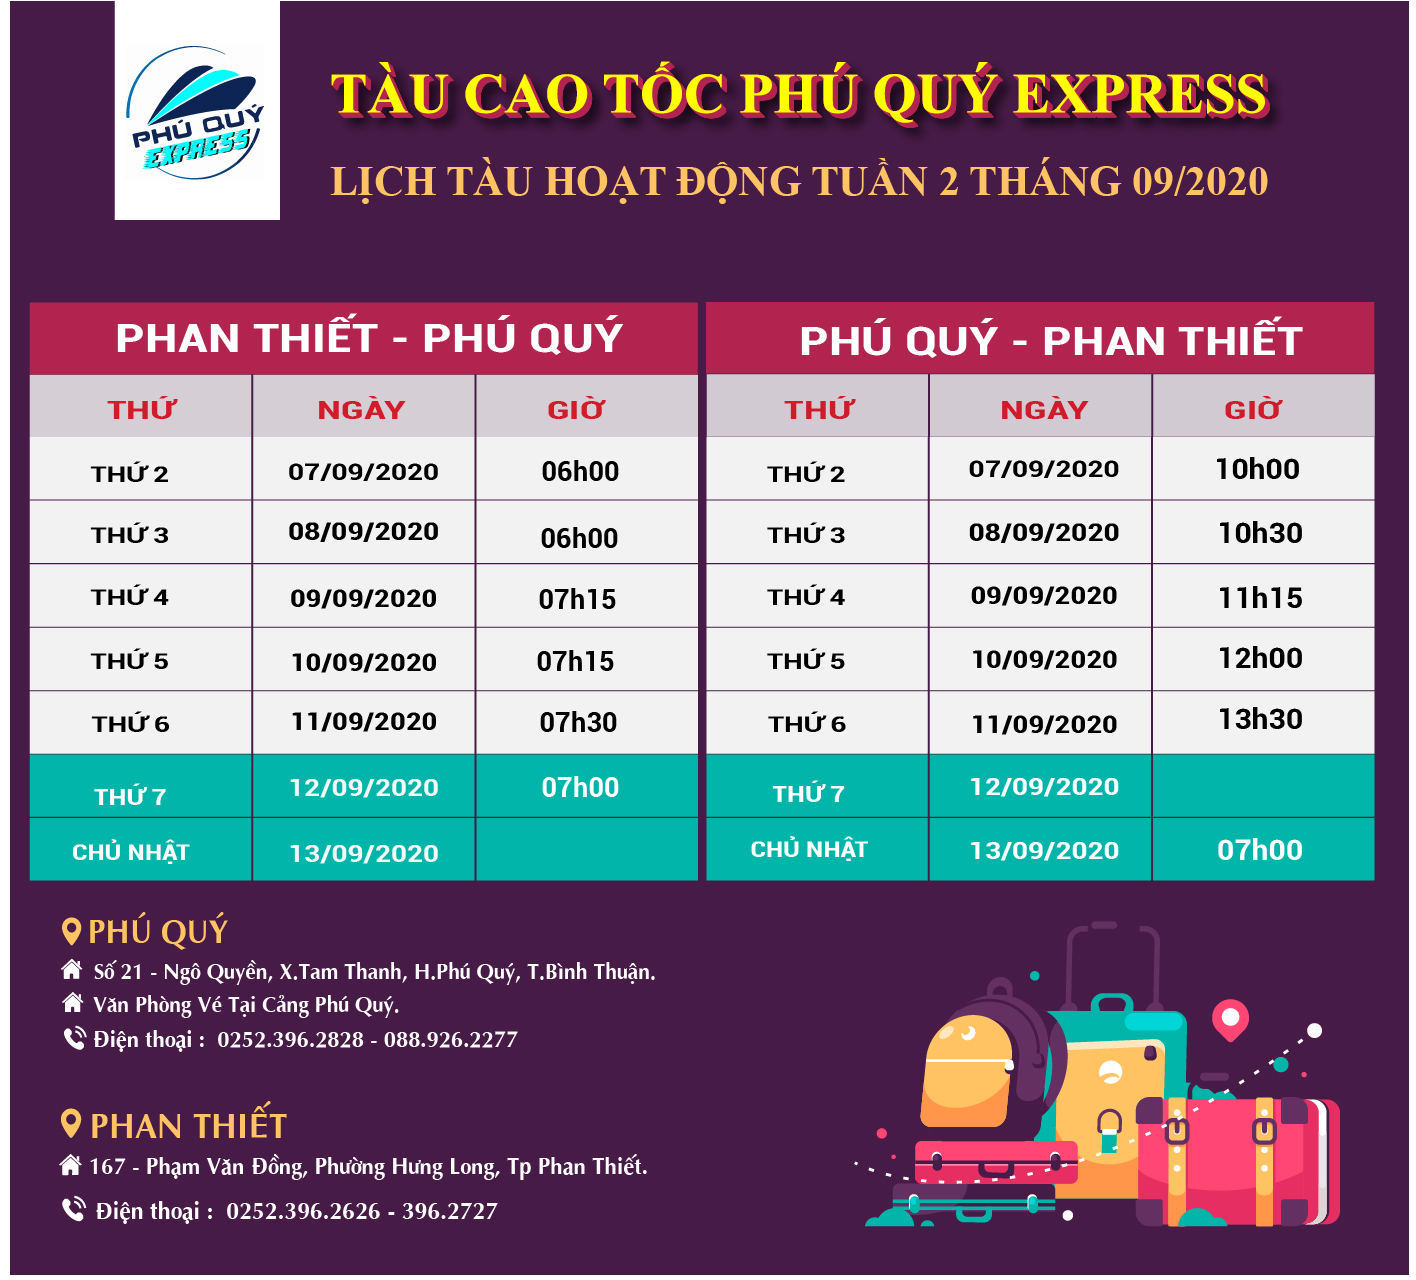 PHÚ QUÝ
EXPRESS
TÀU CAO TỐC PHÚ QUÝ EXPRESS
LỊCH TÀU HOẠT ĐỘNG TUẦN 2 THÁNG 09/2020
PHAN THIẾT - PHÚ QUÝ
THỨ NGÀY GIỜ
THỨ 2 07/09/2020 06h00
THỨ 3 08/09/2020 06h00
THỨ 4 09/09/2020 07h15
THỨ 5 10/09/2020 07h15
THỨ 6 11/09/2020 07h30
THỨ 7 12/09/2020 07h00
CHỦ NHẬT 13/09/2020
PHÚ QUÝ - PHAN THIẾT
THỨ NGÀY GIỜ
THỨ 2 07/09/2020 10h00
THỨ 3 08/09/2020 10h30
THỨ 4 09/09/2020 11h15
THỨ 5 10/09/2020 12h00
THỨ 6 11/09/2020 13h30
THỨ 7 12/09/2020
CHỦ NHẬT 13/09/2020 07h00
PHÚ QUÝ
Số 21 - Ngô Quyền, X.Tam Thanh, H.Phú Quý, T.Bình Thuận.
Văn Phòng Vé Tại Cảng Phú Quý.
Điện thoại : 0252.396.2828 - 088.926.2277
PHAN THIẾT
167 - Phạm Văn Đồng, Phường Hưng Long, Tp Phan Thiết.
Điện thoại : 0252.396.2626 - 396.2727